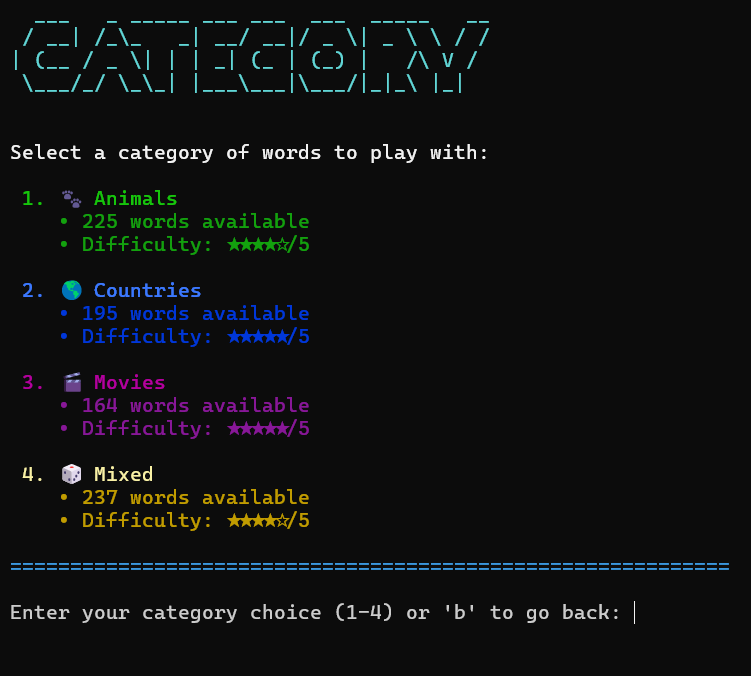 CATEGORY
Select a category of words to play with:
1. 🐾 Animals
• 225 words available
• Difficulty: ★★★★☆/5
2. 🌎 Countries
• 195 words available
• Difficulty: ★★★★★/5
3. 🎬 Movies
• 164 words available
• Difficulty: ★★★★★/5
4. 🎲 Mixed
• 237 words available
• Difficulty: ★★★★☆/5
============================================================
Enter your category choice (1-4) or 'b' to go back: